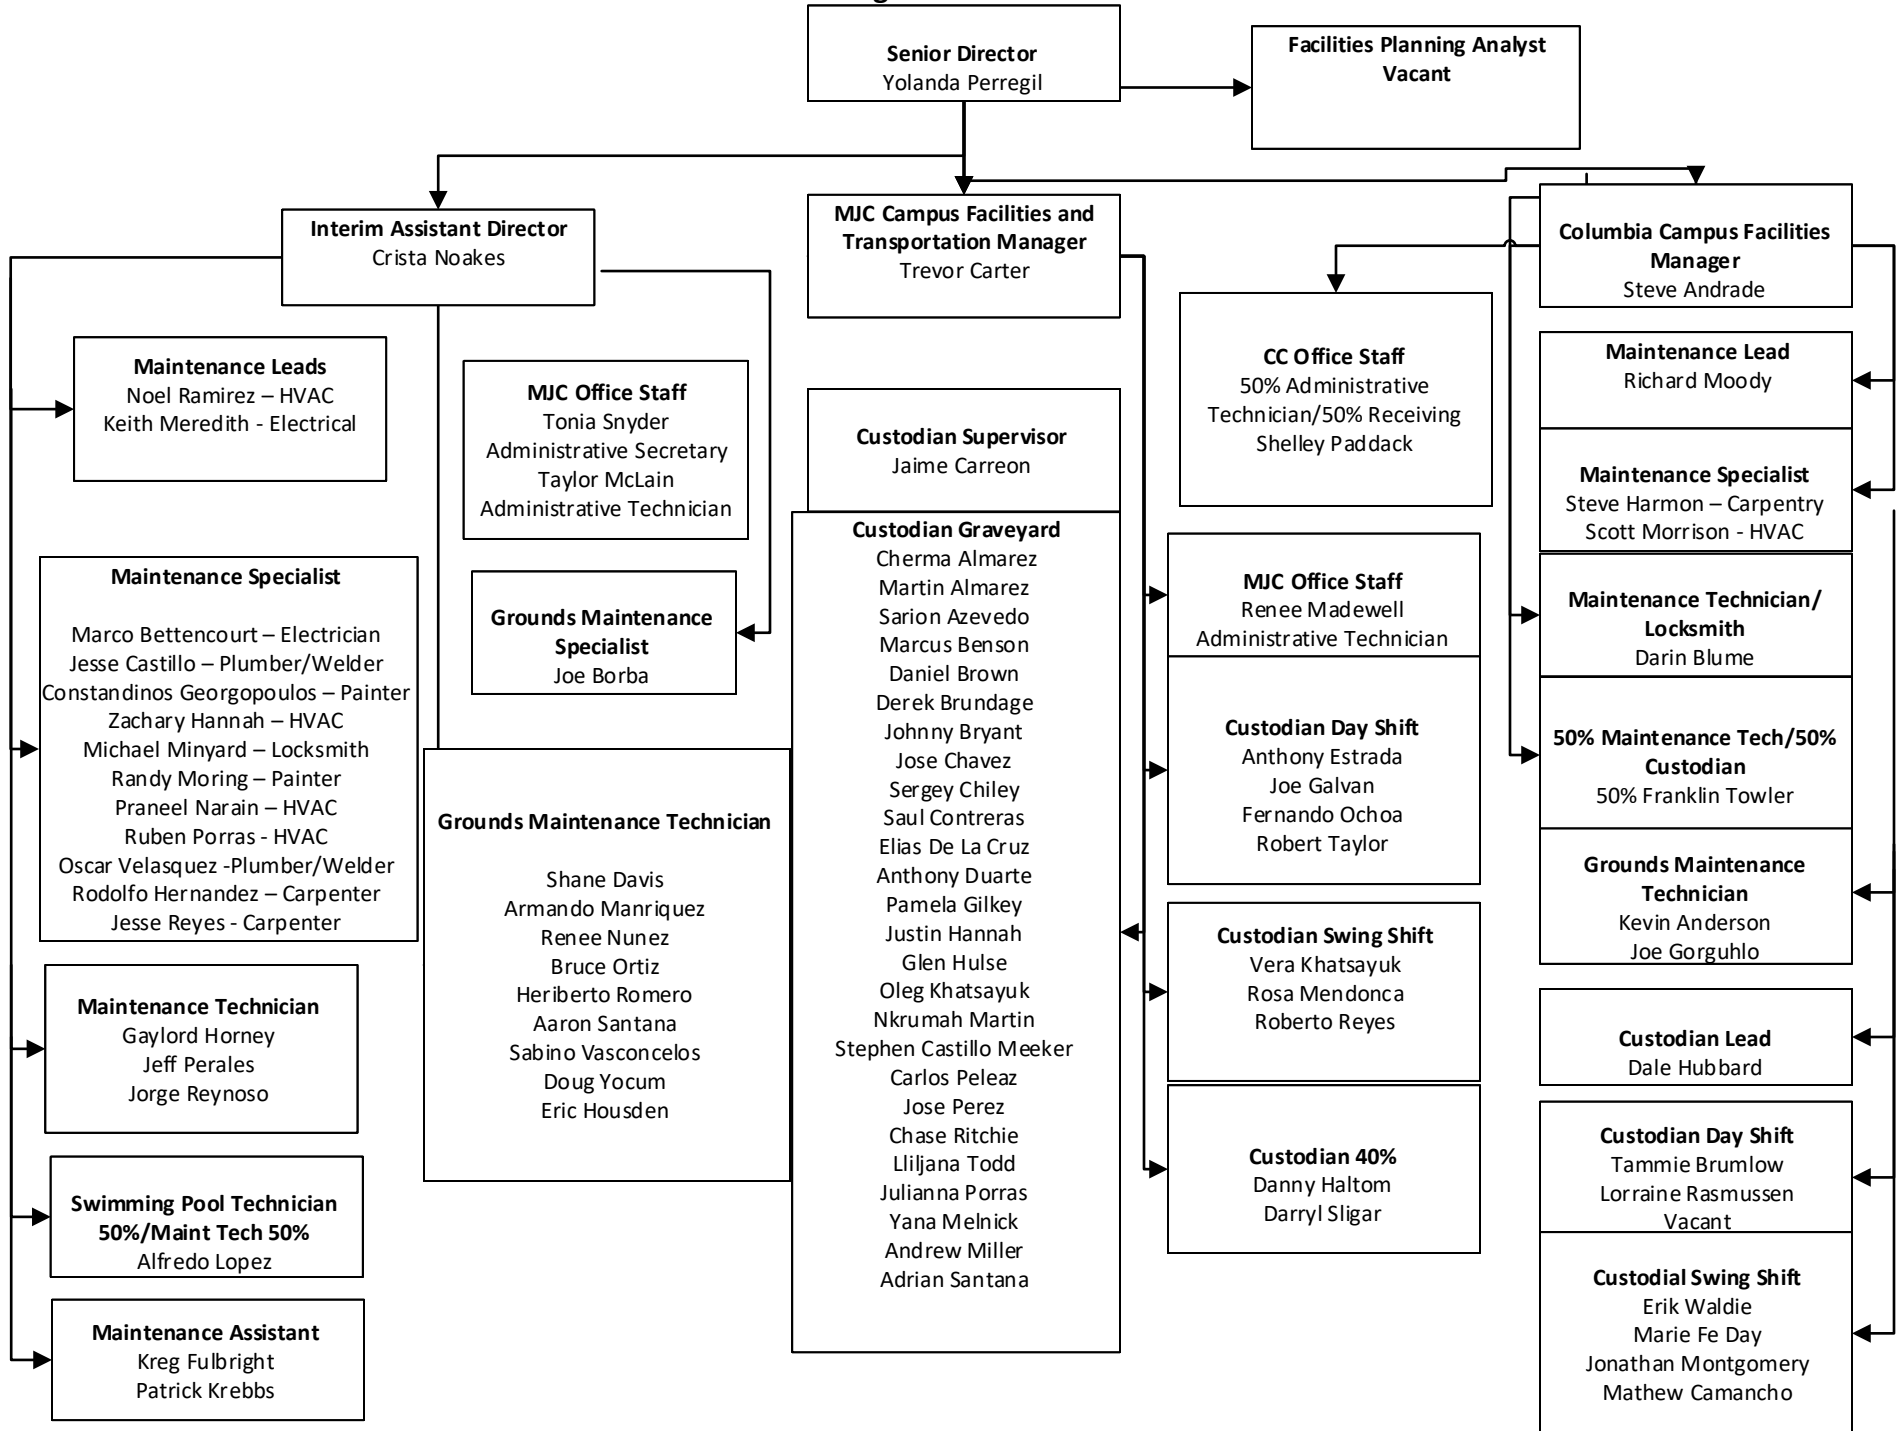 Senior Director
Yolanda Perregil
Facilities Planning Analyst
Vacant
Interim Assistant Director
Crista Noakes
MJC Campus Facilities and
Transportation Manager
Trevor Carter
Columbia Campus Facilities
Manager
Steve Andrade
Maintenance Leads
Noel Ramirez – HVAC
Keith Meredith - Electrical
Maintenance Specialist
Marco Bettencourt – Electrician
Jesse Castillo – Plumber/Welder
Constandinos Georgopoulos – Painter
Zachary Hannah – HVAC
Michael Minyard – Locksmith
Randy Moring – Painter
Praneel Narain – HVAC
Ruben Porras - HVAC
Oscar Velasquez -Plumber/Welder
Rodolfo Hernandez – Carpenter
Jesse Reyes - Carpenter
Maintenance Technician
Gaylord Horney
Jeff Perales
Jorge Reynoso
Swimming Pool Technician
50%/Maint Tech 50%
Alfredo Lopez
Maintenance Assistant
Kreg Fulbright
Patrick Krebbs
MJC Office Staff
Tonia Snyder
Administrative Secretary
Taylor McLain
Administrative Technician
Grounds Maintenance
Specialist
Joe Borba
Grounds Maintenance Technician
Shane Davis
Armando Manriquez
Renee Nunez
Bruce Ortiz
Heriberto Romero
Aaron Santana
Sabino Vasconcelos
Doug Yocum
Eric Housden
Custodian Supervisor
Jaime Carreon
Custodian Graveyard
Cherma Almarez
Martin Almarez
Sarion Azevedo
Marcus Benson
Daniel Brown
Derek Brundage
Johnny Bryant
Jose Chavez
Sergey Chiley
Saul Contreras
Elias De La Cruz
Anthony Duarte
Pamela Gilkey
Justin Hannah
Glen Hulse
Oleg Khatsayuk
Nkrumah Martin
Stephen Castillo Meeker
Carlos Peleaz
Jose Perez
Chase Ritchie
Lliljana Todd
Julianna Porras
Yana Melnick
Andrew Miller
Adrian Santana
CC Office Staff
50% Administrative
Technician/50% Receiving
Shelley Paddack
MJC Office Staff
Renee Madewell
Administrative Technician
Custodian Day Shift
Anthony Estrada
Joe Galvan
Fernando Ochoa
Robert Taylor
Custodian Swing Shift
Vera Khatsayuk
Rosa Mendonca
Roberto Reyes
Custodian 40%
Danny Haltom
Darryl Sligar
Maintenance Lead
Richard Moody
Maintenance Specialist
Steve Harmon – Carpentry
Scott Morrison - HVAC
Maintenance Technician/
Locksmith
Darin Blume
50% Maintenance Tech/50%
Custodian
50% Franklin Towler
Grounds Maintenance
Technician
Kevin Anderson
Joe Gorguhlo
Custodian Lead
Dale Hubbard
Custodian Day Shift
Tammie Brumlow
Lorraine Rasmussen
Vacant
Custodial Swing Shift
Erik Waldie
Marie Fe Day
Jonathan Montgomery
Mathew Camancho